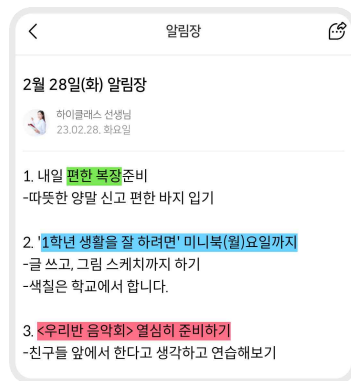 알림장
2월 28일(화) 알림장
하이클래스 선생님
23.02.28. 화요일
1. 내일 편한 복장준비
-따뜻한 양말 신고 편한 바지 입기
2. '1학년 생활을 잘 하려면' 미니북(월)요일까지
-글 쓰고, 그림 스케치까지 하기
-색칠은 학교에서 합니다.
3. <우리반 음악회> 열심히 준비하기
-친구들 앞에서 한다고 생각하고 연습해보기